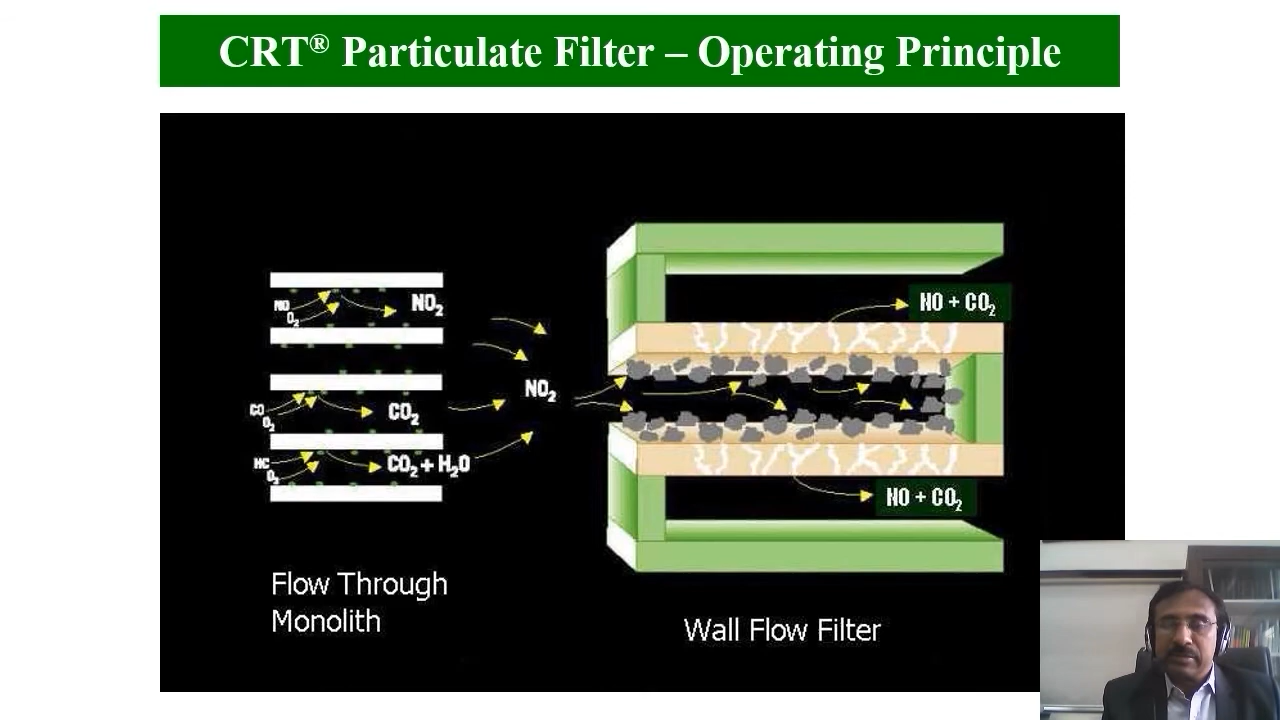 CRT® Particulate Filter – Operating Principle
NO
O₂
NO₂
CO
O₂
CO₂
HC
O₂
CO₂ + H₂O
NO₂
NO + CO₂
NO + CO₂
Flow Through
Monolith
Wall Flow Filter